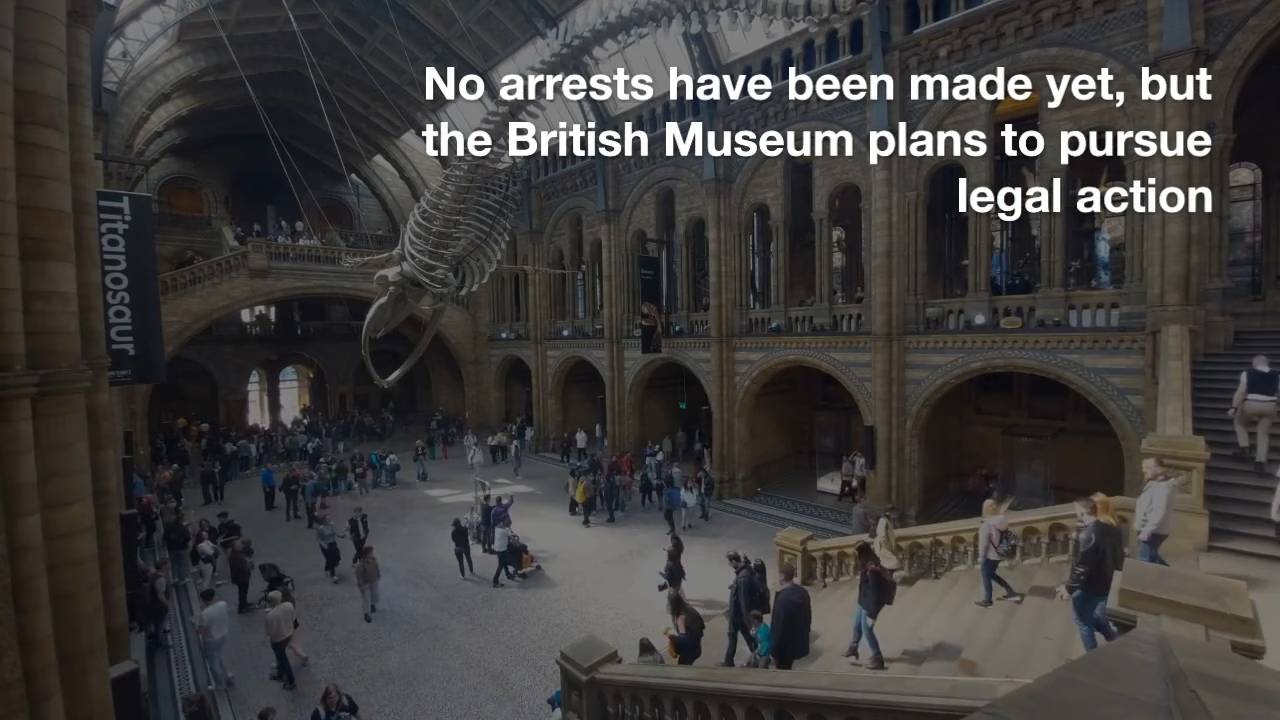 No arrests have been made yet, but
the British Museum plans to pursue
legal action
Titanosaur